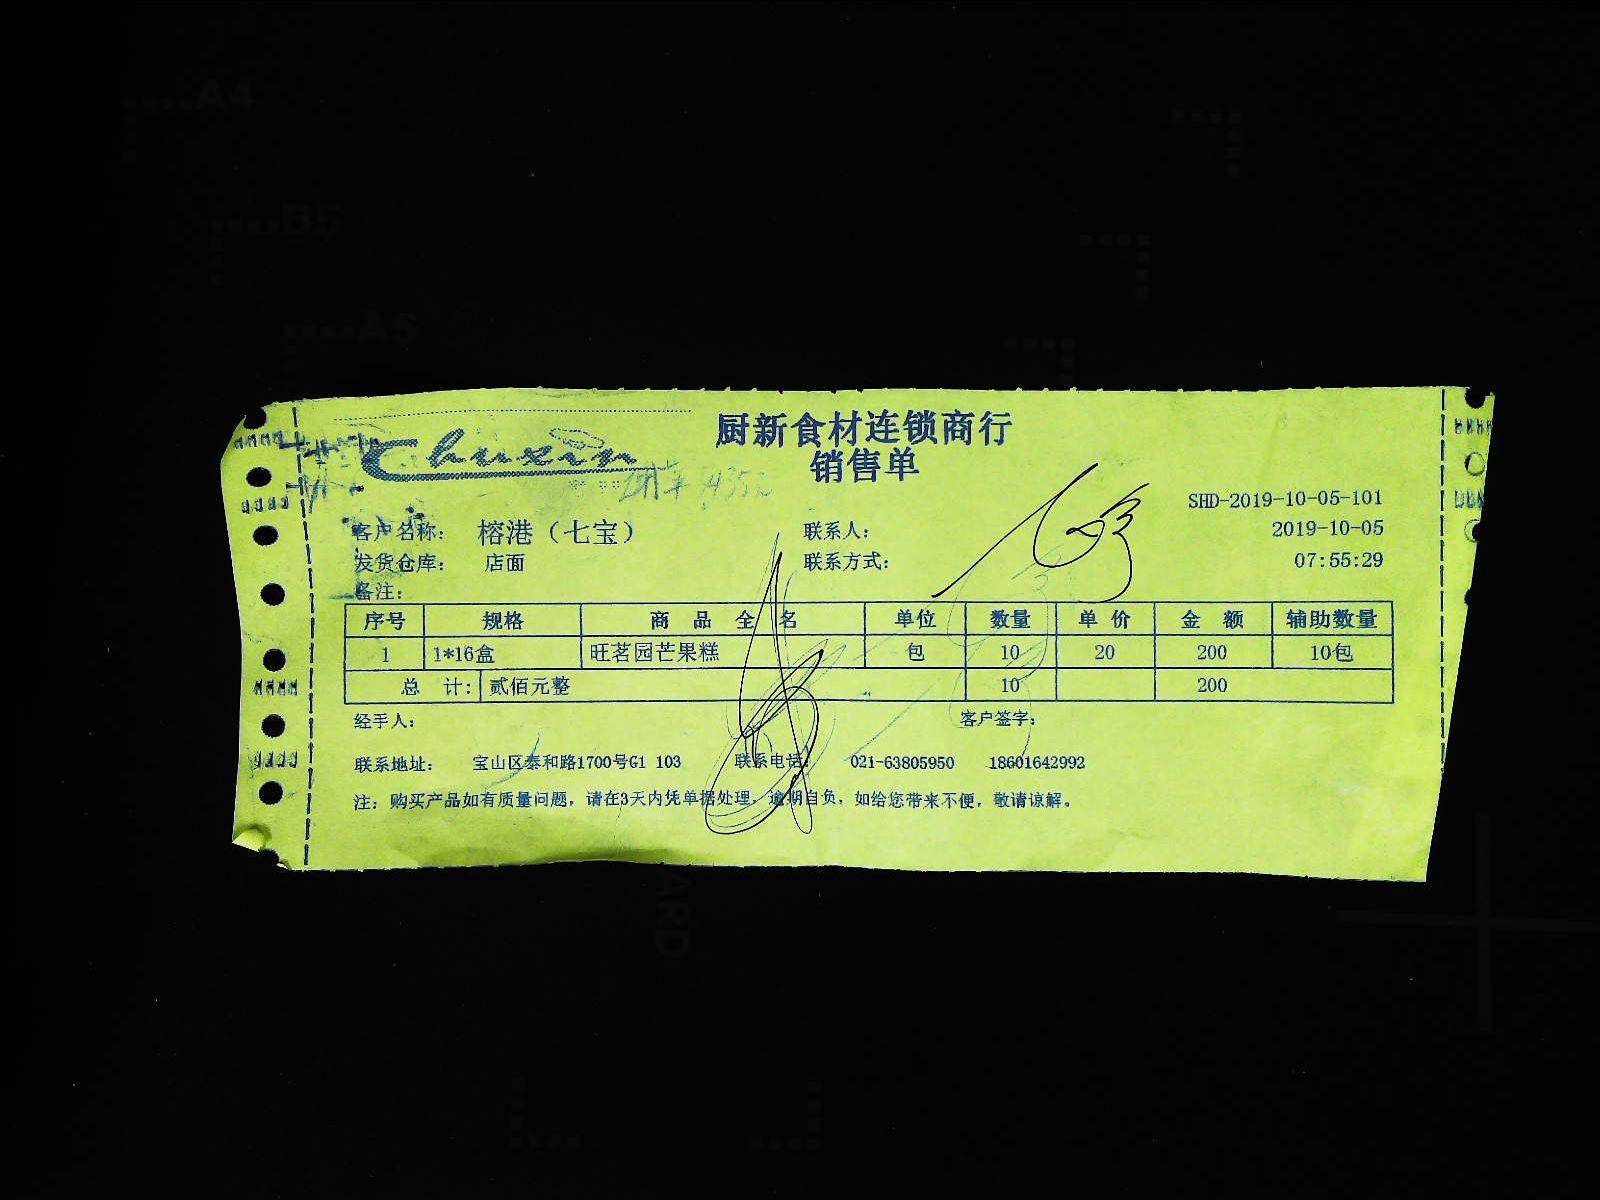 A4
B5
A5
厨新食材连锁商行
Chuxin
销售单
SHD-2019-10-05-101
客户名称： 榕港（七宝） 联系人： 2019-10-05
发货仓库： 店面 联系方式： 07:55:29
备注：
序号 规格 商品全名 单位 数量 单价 金额 辅助数量
1 1*16盒 旺茗园芒果糕 包 10 20 200 10包
总计： 贰佰元整 10 200
经手人： 客户签字：
联系地址： 宝山区泰和路1700号G1 103 联系电话： 021-63805950 18601642992
注：购买产品如有质量问题，请在3天内凭单据处理，逾期自负，如给您带来不便，敬请谅解。